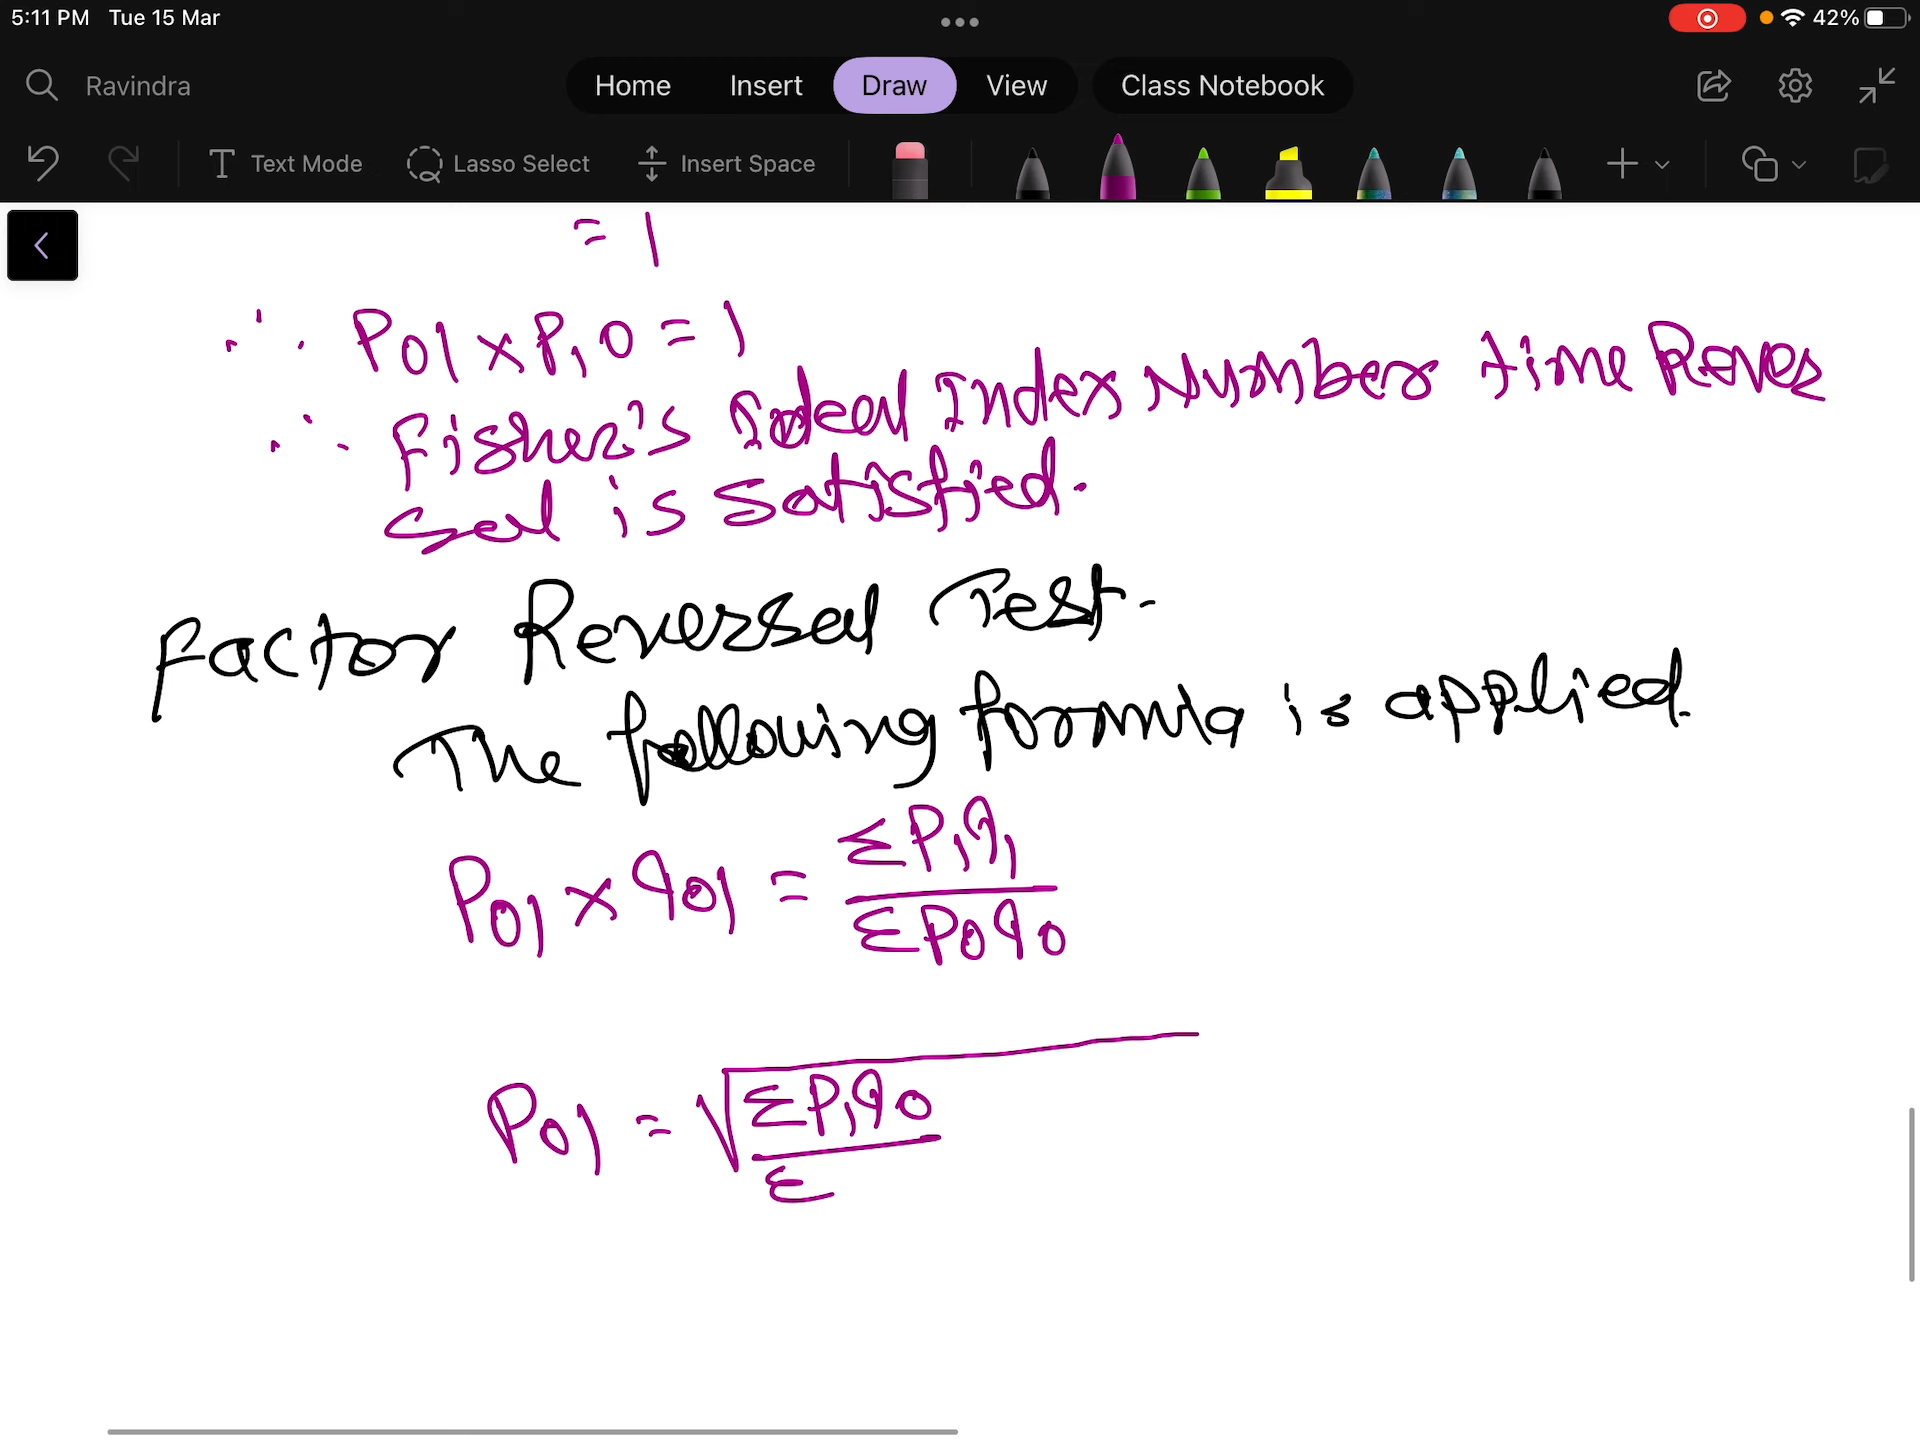 5:11 PM Tue 15 Mar
42%
Ravindra
Home Insert Draw View Class Notebook
Text Mode Lasso Select Insert Space
= 1
∴ P01 × P10 = 1
∴ Fisher's Ideal Index Number time Rever
sal is satisfied.
Factor Reversal Test.
The following formula is applied.
P01 × q01 = ΣP1q1 / ΣP0q0
P01 = √ΣP1q0 / Σ